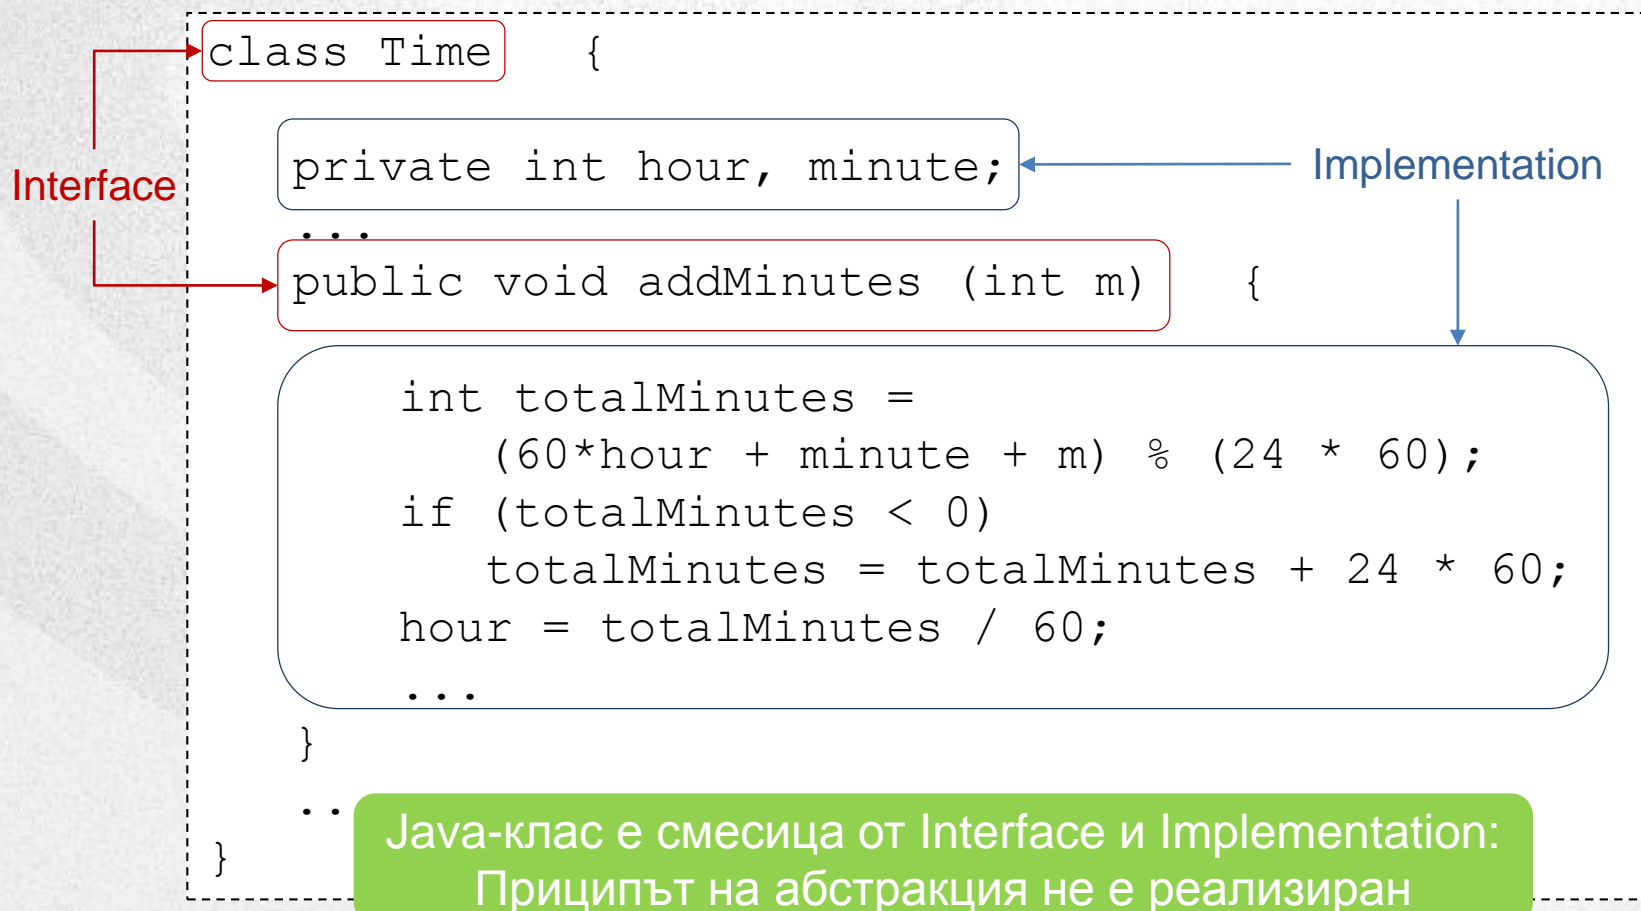 class Time {
private int hour, minute;
Implementation
Interface
...
public void addMinutes (int m) {
int totalMinutes =
(60*hour + minute + m) % (24 * 60);
if (totalMinutes < 0)
totalMinutes = totalMinutes + 24 * 60;
hour = totalMinutes / 60;
...
}
..
Java-клас е смесица от Interface и Implementation:
Приципът на абстракция не е реализиран
}